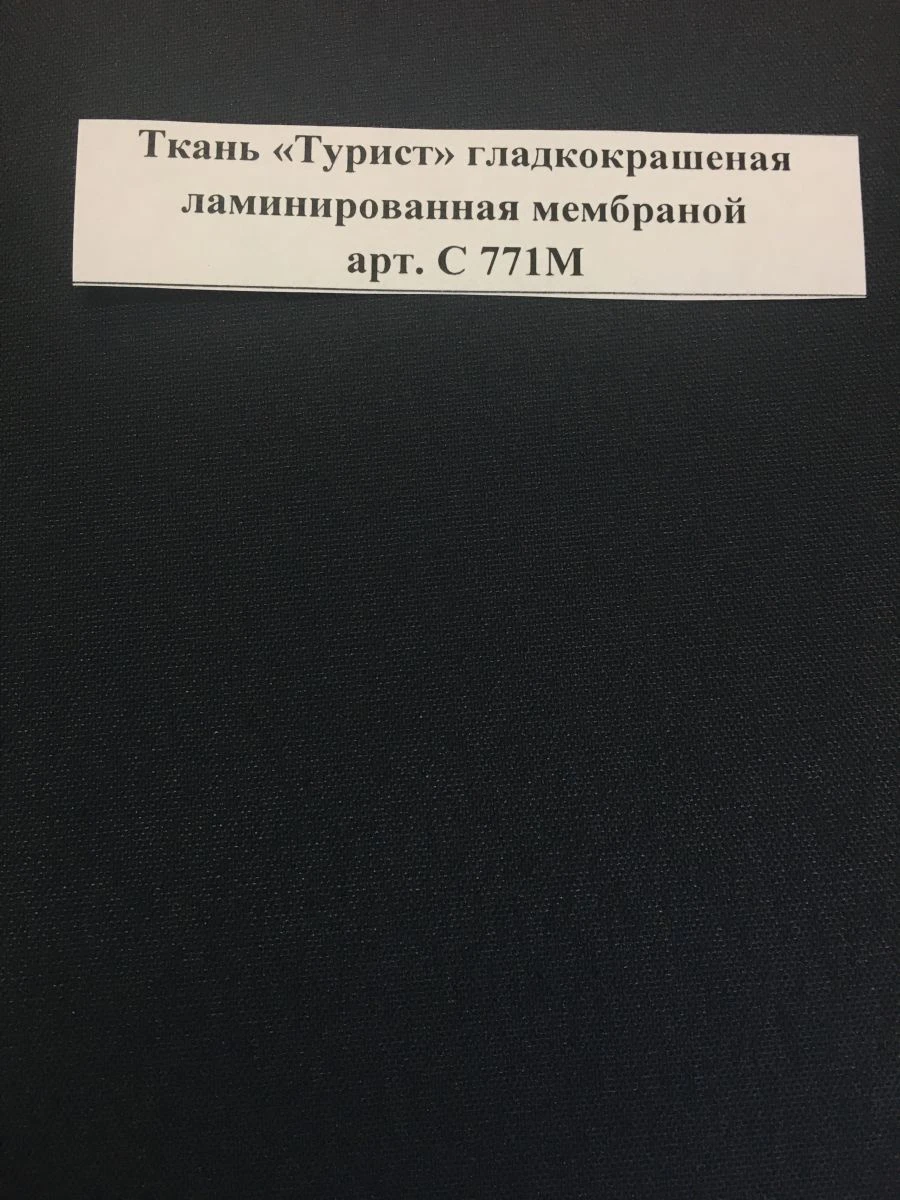 Ткань «Турист» гладкокрашеная
ламинированная мембраной
арт. С 771М